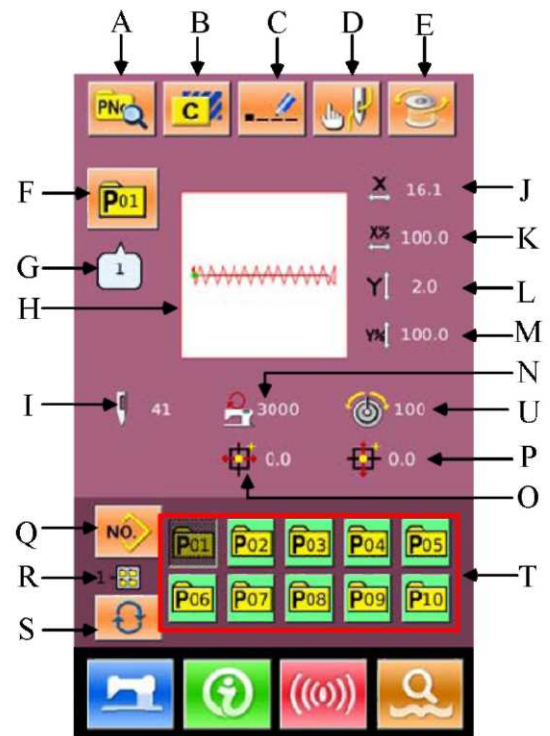 A B C D E
PNo C
F P01 X 16.1 J
G 1 X% 100.0 K
H Y 2.0 L
Y% 100.0 M
N
I 41 3000 100 U
0.0 0.0 P
O
Q NO. P01 P02 P03 P04 P05
R 1- T
S P06 P07 P08 P09 P10